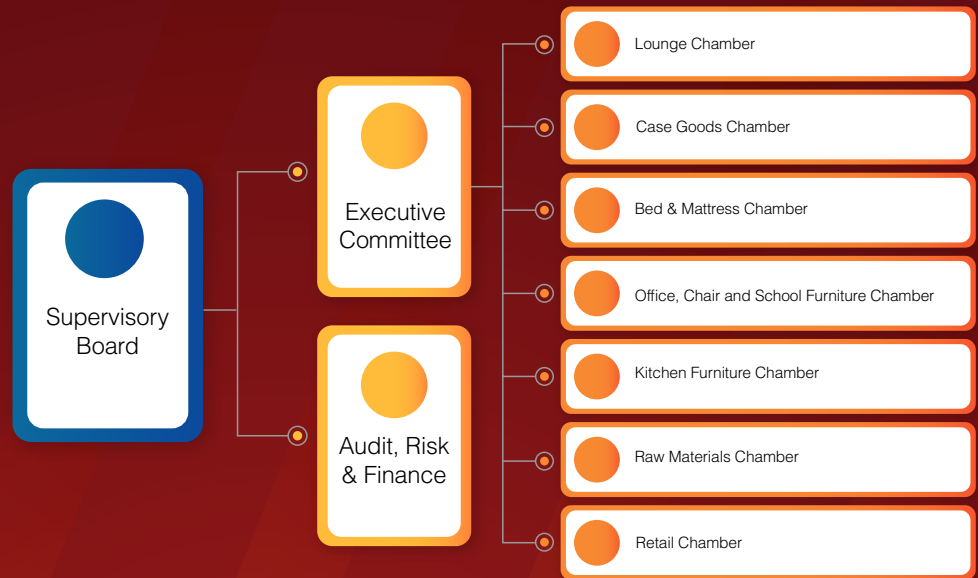 Supervisory
Board
Executive
Committee
Audit, Risk
& Finance
Lounge Chamber
Case Goods Chamber
Bed & Mattress Chamber
Office, Chair and School Furniture Chamber
Kitchen Furniture Chamber
Raw Materials Chamber
Retail Chamber